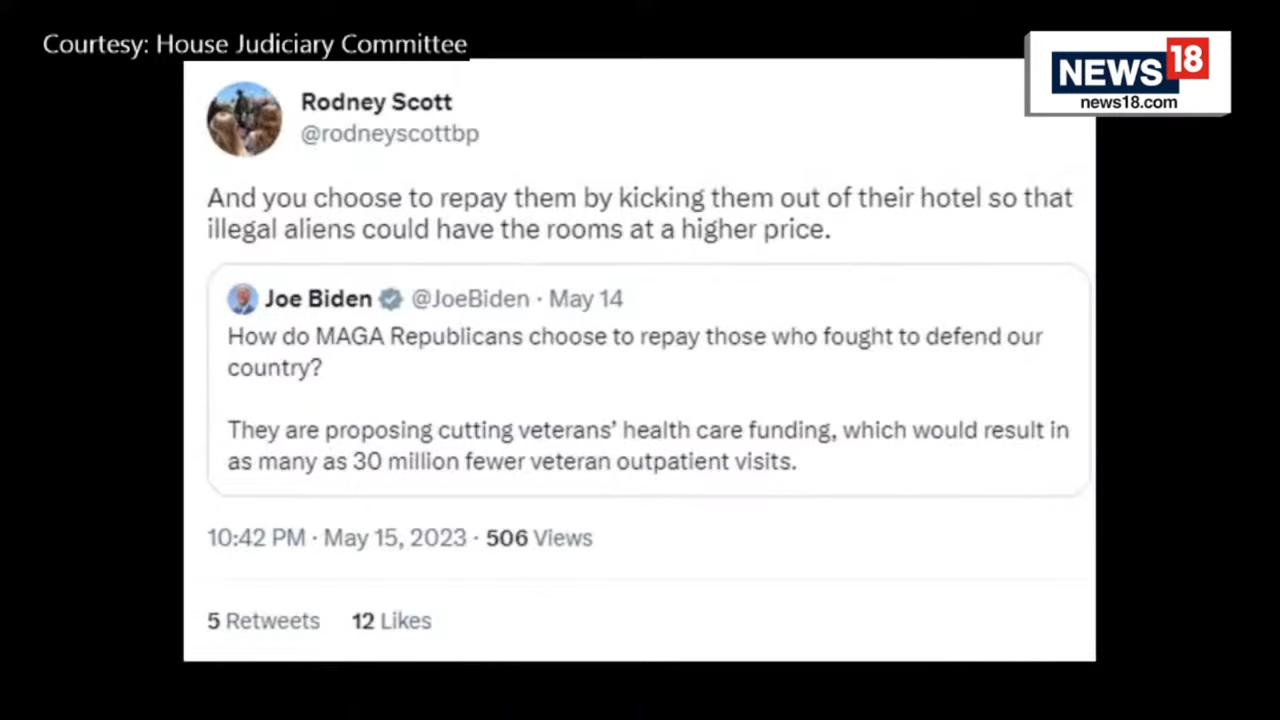 Courtesy: House Judiciary Committee
NEWS 18
news18.com
Rodney Scott
@rodneyscottbp
And you choose to repay them by kicking them out of their hotel so that
illegal aliens could have the rooms at a higher price.
Joe Biden @JoeBiden · May 14
How do MAGA Republicans choose to repay those who fought to defend our
country?
They are proposing cutting veterans’ health care funding, which would result in
as many as 30 million fewer veteran outpatient visits.
10:42 PM · May 15, 2023 · 506 Views
5 Retweets 12 Likes